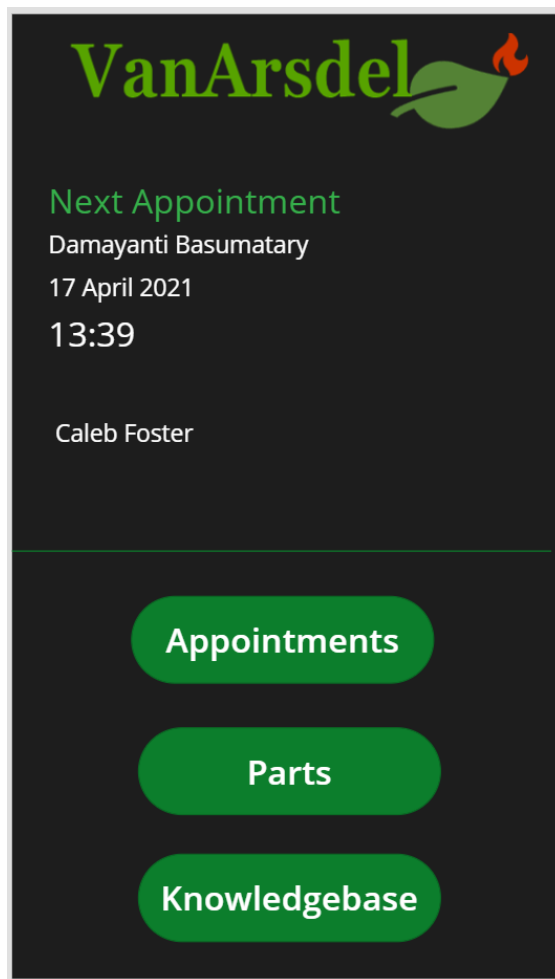 VanArsdel
Next Appointment
Damayanti Basumatary
17 April 2021
13:39
Caleb Foster
Appointments
Parts
Knowledgebase